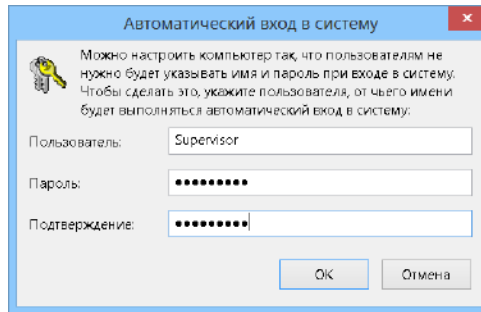 Автоматический вход в систему
Можно настроить компьютер так, что пользователям не
нужно будет указывать имя и пароль при входе в систему.
Чтобы сделать это, укажите пользователя, от чьего имени
будет выполняться автоматический вход в систему:
Пользователь:
Supervisor
Пароль:
•••••••••
Подтверждение:
•••••••••
ОК
Отмена